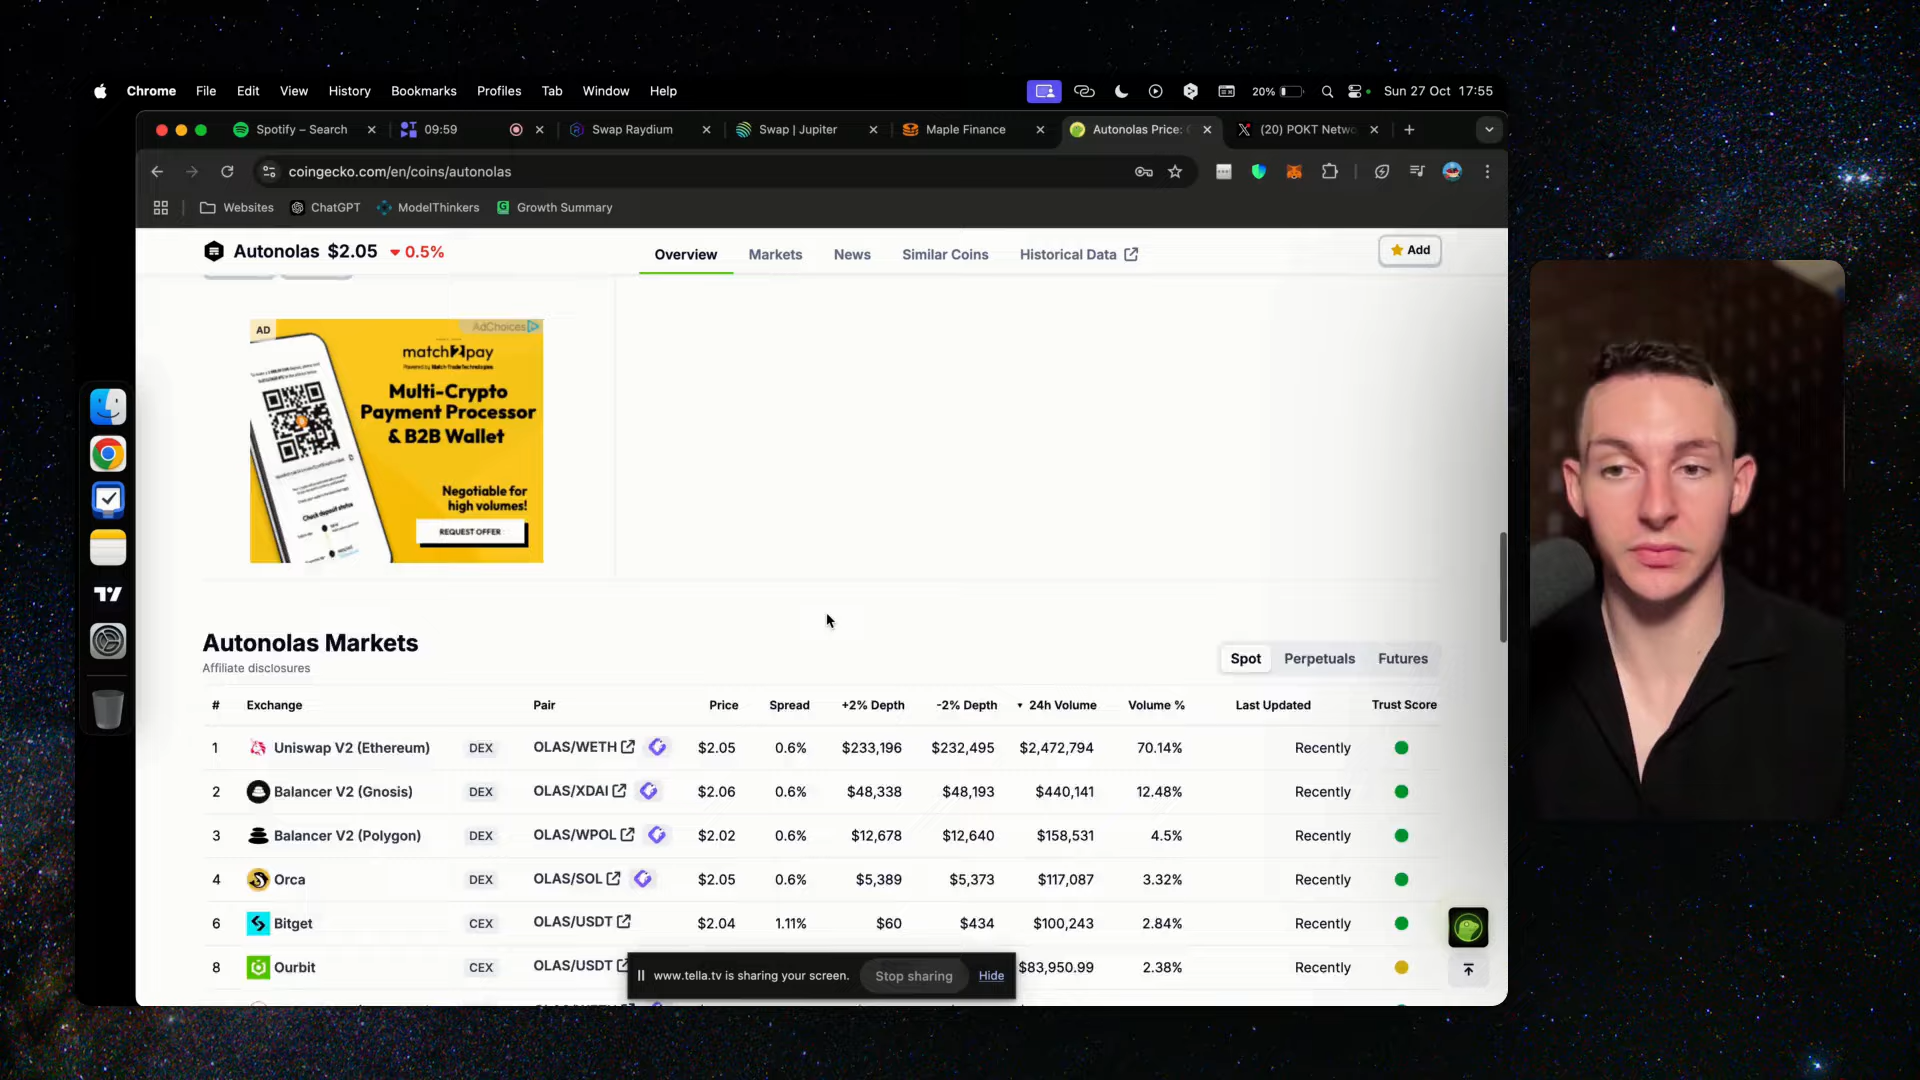 Chrome File Edit View History Bookmarks Profiles Tab Window Help 20% Sun 27 Oct 17:55
Spotify – Search 09:59 Swap Raydium Swap | Jupiter Maple Finance Autonolas Price: (20) POKT Netwo
coingecko.com/en/coins/autonolas
Websites ChatGPT ModelThinkers Growth Summary
Autonolas $2.05 0.5% Overview Markets News Similar Coins Historical Data Add
AD AdChoices
match2pay
Powered by Match-Trade Technologies
Multi-Crypto
Payment Processor
& B2B Wallet
Negotiable for
high volumes!
REQUEST OFFER
Check deposit status
Autonolas Markets
Affiliate disclosures
Spot Perpetuals Futures
# Exchange Pair Price Spread +2% Depth -2% Depth 24h Volume Volume % Last Updated Trust Score
1 Uniswap V2 (Ethereum) DEX OLAS/WETH $2.05 0.6% $233,196 $232,495 $2,472,794 70.14% Recently
2 Balancer V2 (Gnosis) DEX OLAS/XDAI $2.06 0.6% $48,338 $48,193 $440,141 12.48% Recently
3 Balancer V2 (Polygon) DEX OLAS/WPOL $2.02 0.6% $12,678 $12,640 $158,531 4.5% Recently
4 Orca DEX OLAS/SOL $2.05 0.6% $5,389 $5,373 $117,087 3.32% Recently
6 Bitget CEX OLAS/USDT $2.04 1.11% $60 $434 $100,243 2.84% Recently
8 Ourbit CEX OLAS/USDT $83,950.99 2.38% Recently
www.tella.tv is sharing your screen. Stop sharing Hide